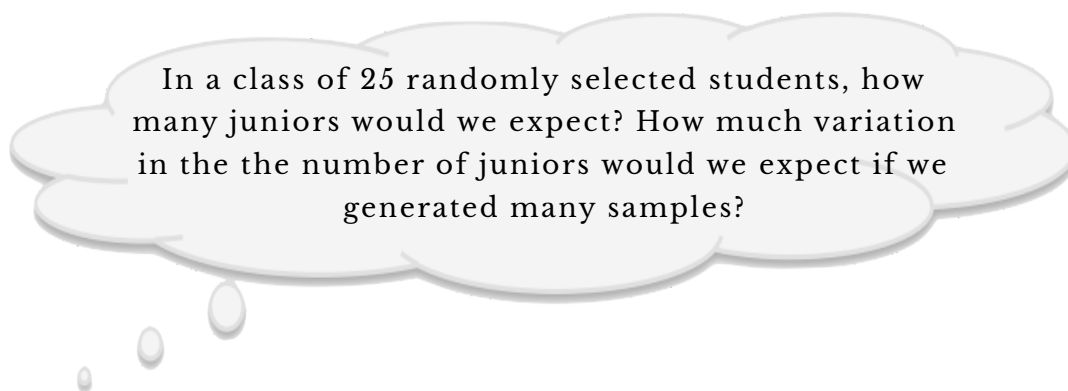 In a class of 25 randomly selected students, how
many juniors would we expect? How much variation
in the the number of juniors would we expect if we
generated many samples?